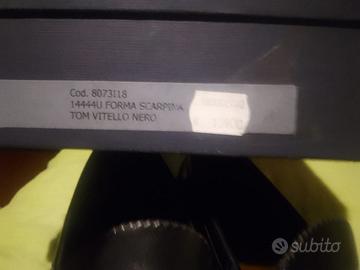 Cod. 8073118
14444U FORMA SCARPINA
TOM VITELLO NERO
subito